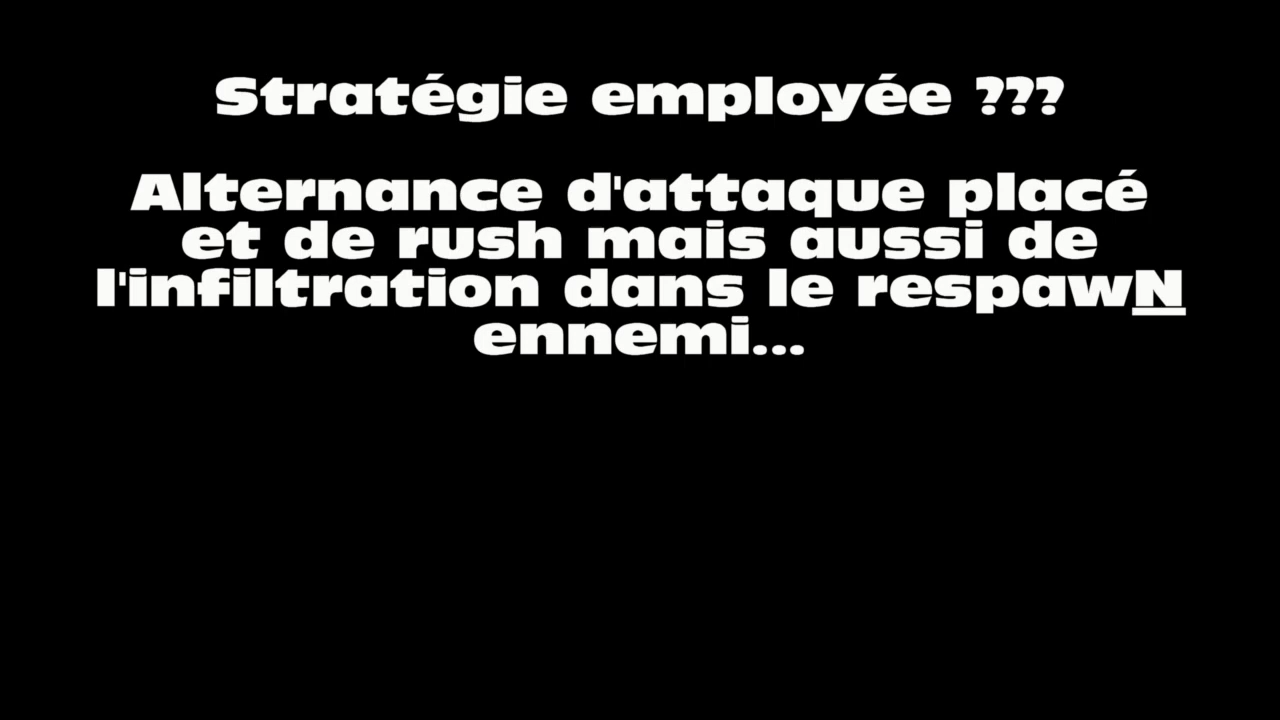 Stratégie employée ???
Alternance d'attaque placé
et de rush mais aussi de
l'infiltration dans le respawN
ennemi...